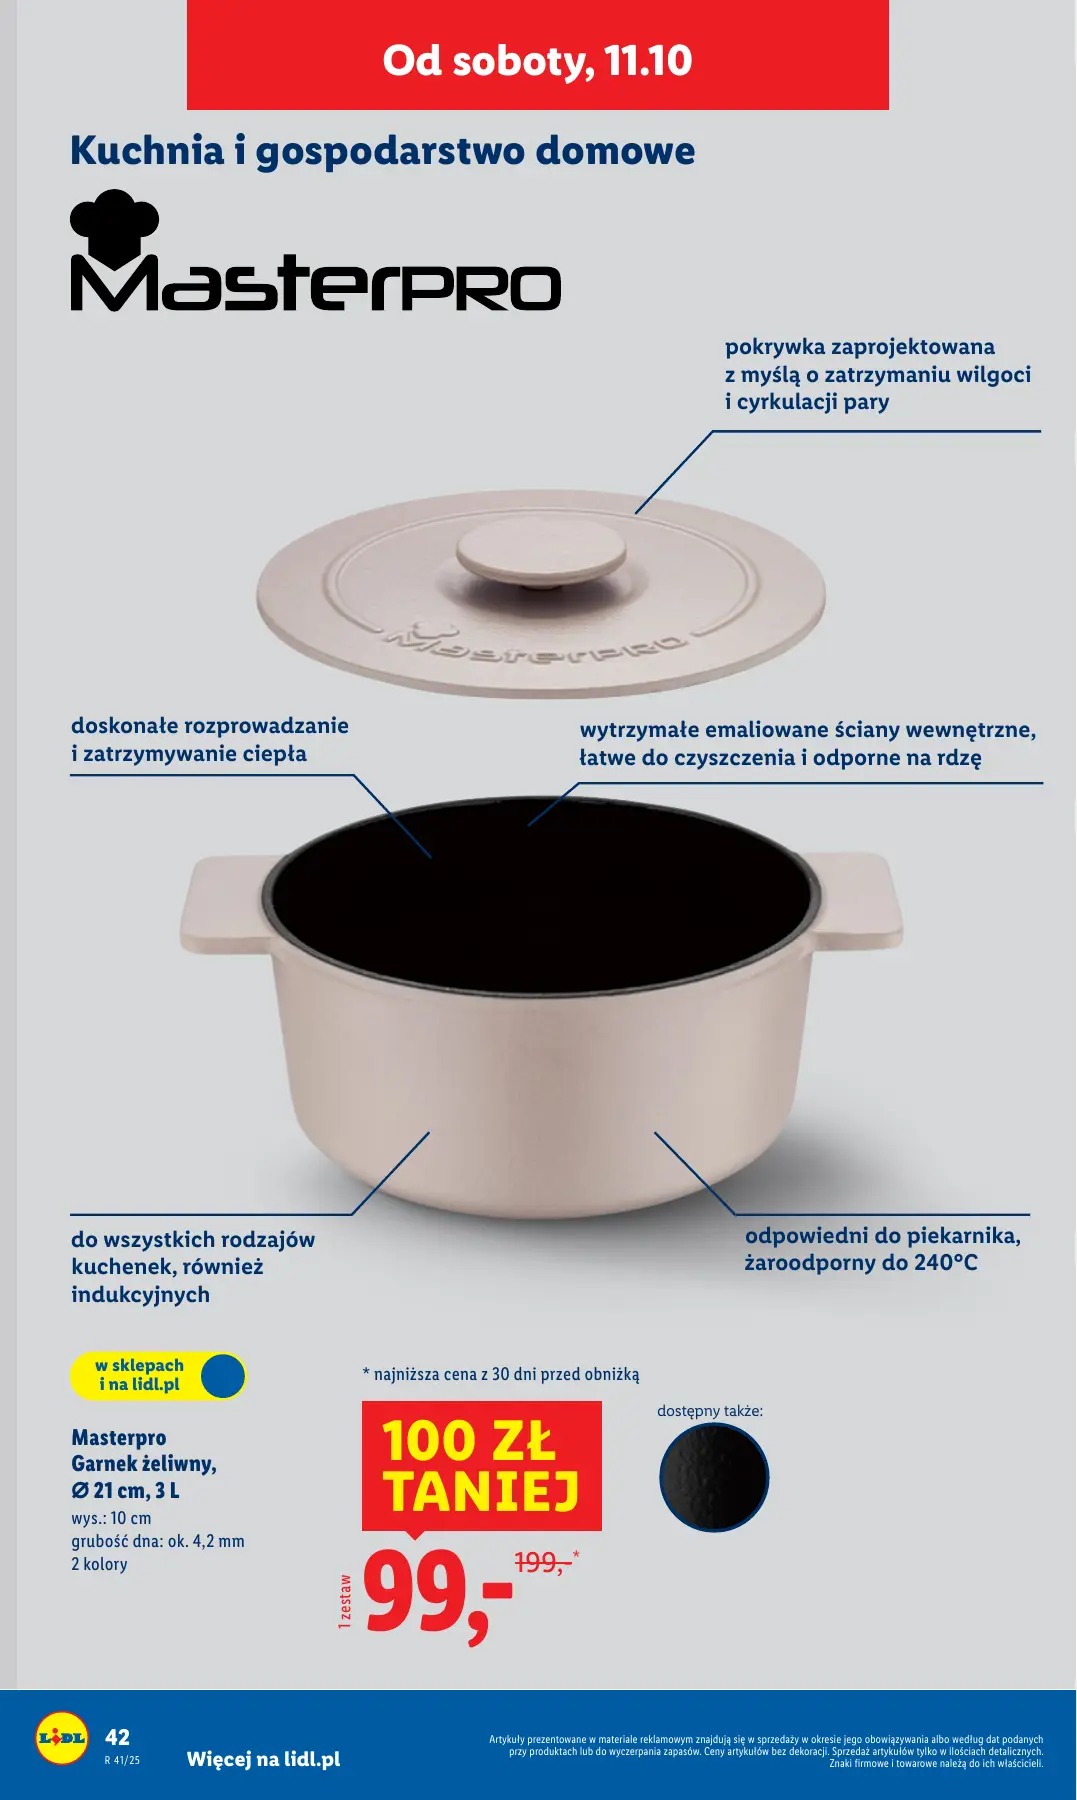 Od soboty, 11.10
Kuchnia i gospodarstwo domowe
MasterPRO
pokrywka zaprojektowana
z myślą o zatrzymaniu wilgoci
i cyrkulacji pary
MasterPRO
doskonałe rozprowadzanie
i zatrzymywanie ciepła
wytrzymałe emaliowane ściany wewnętrzne,
łatwe do czyszczenia i odporne na rdzę
do wszystkich rodzajów
kuchenek, również
indukcyjnych
odpowiedni do piekarnika,
żaroodporny do 240°C
w sklepach
i na lidl.pl
* najniższa cena z 30 dni przed obniżką
Masterpro
Garnek żeliwny,
Ø 21 cm, 3 L
wys.: 10 cm
grubość dna: ok. 4,2 mm
2 kolory
100 ZŁ
TANIEJ
199,-*
99,-
1 zestaw
dostępny także:
LIDL
42
R 41/25
Więcej na lidl.pl
Artykuły prezentowane w materiale reklamowym znajdują się w sprzedaży w okresie jego obowiązywania albo według dat podanych
przy produktach lub do wyczerpania zapasów. Ceny artykułów bez dekoracji. Sprzedaż artykułów tylko w ilościach detalicznych.
Znaki firmowe i towarowe należą do ich właścicieli.